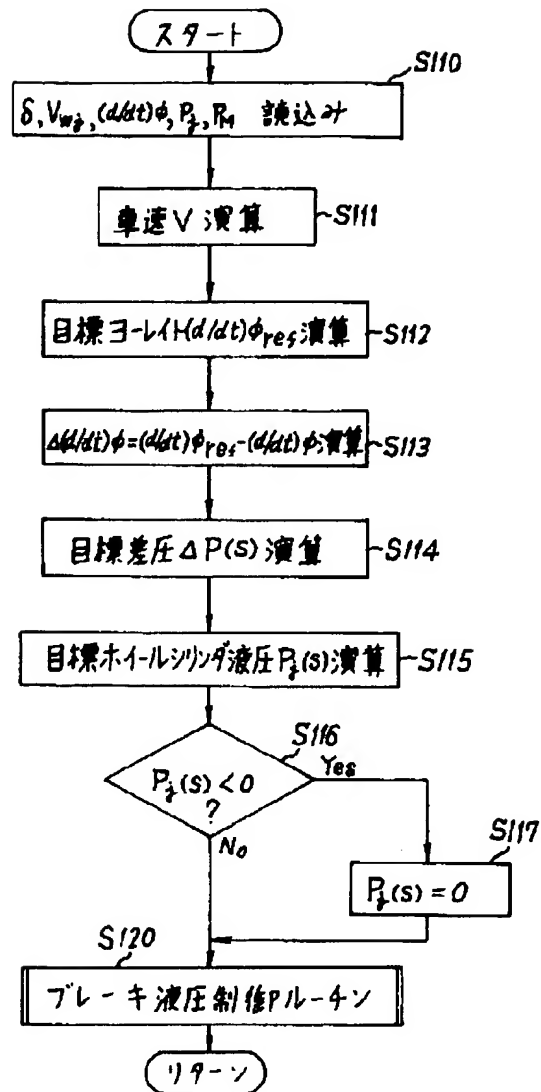 スタート
S110
δ, Vwj, (d/dt)φ, Pj, PM 読込み
車速V演算
S111
目標ヨーレイト(d/dt)φref演算
S112
Δ(d/dt)φ=(d/dt)φref-(d/dt)φ演算
S113
目標差圧ΔP(S)演算
S114
目標ホイールシリンダ液圧Pj(S)演算
S115
S116
Pj(S)<0
?
Yes
No
S117
Pj(S)=0
S120
ブレーキ液圧制御ルーチン
リターン